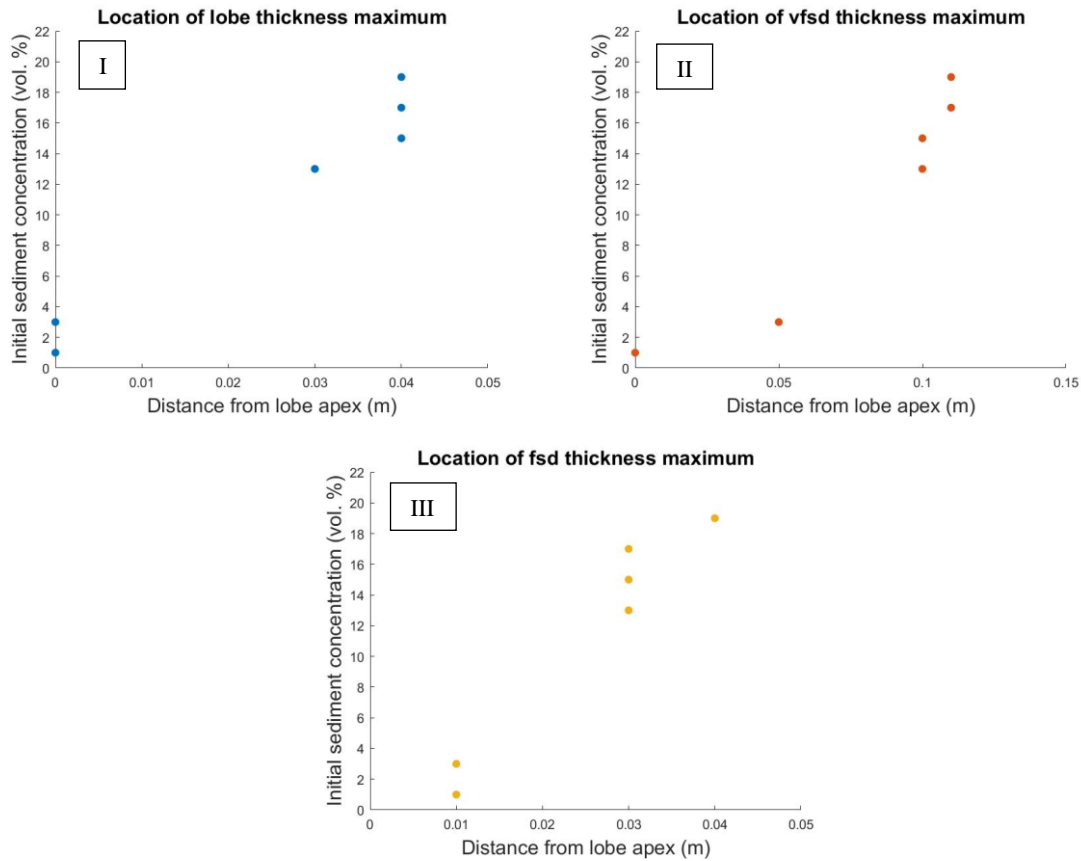 Location of lobe thickness maximum
I
Initial sediment concentration (vol. %)
22
20
18
16
14
12
10
8
6
4
2
0
0 0.01 0.02 0.03 0.04 0.05
Distance from lobe apex (m)
Location of vfsd thickness maximum
II
Initial sediment concentration (vol. %)
22
20
18
16
14
12
10
8
6
4
2
0
0 0.05 0.1 0.15
Distance from lobe apex (m)
Location of fsd thickness maximum
III
Initial sediment concentration (vol. %)
22
20
18
16
14
12
10
8
6
4
2
0
0 0.01 0.02 0.03 0.04 0.05
Distance from lobe apex (m)